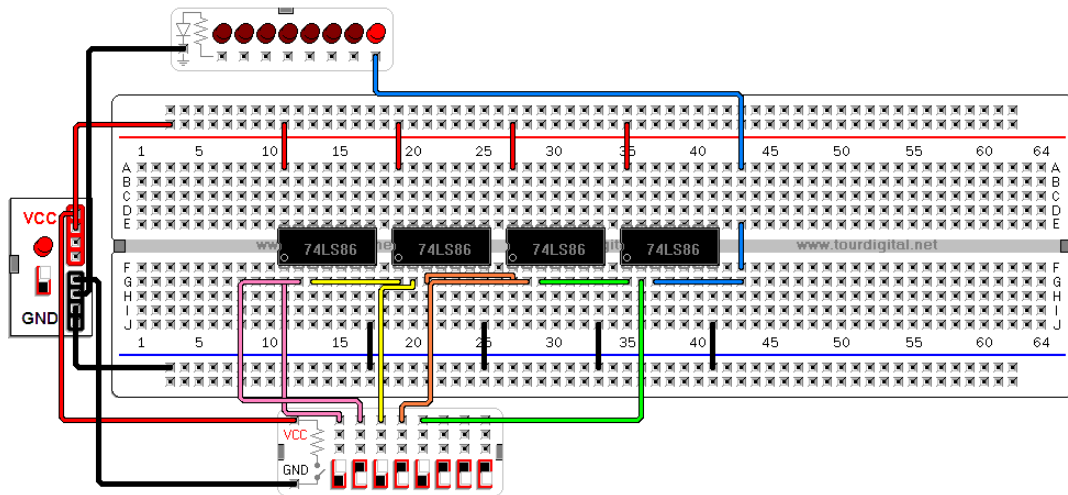 1 5 10 15 20 25 30 35 40 45 50 55 60 64
A A
B B
C C
D D
E E
VCC
74LS86 74LS86 74LS86 74LS86
www.tourdigital.net
F F
G G
H H
I I
J J
GND
1 5 10 15 20 25 30 35 40 45 50 55 60 64
VCC
GND